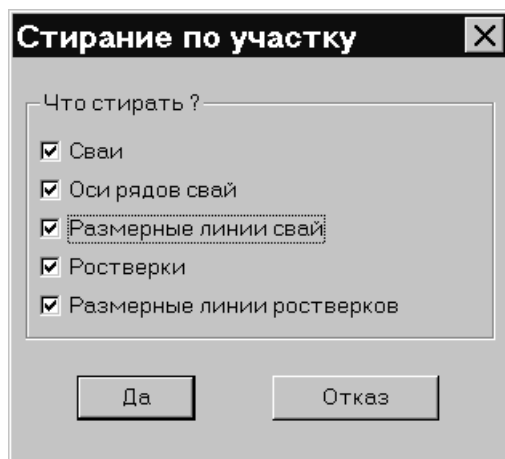 Стирание по участку
Что стирать ?
Сваи
Оси рядов свай
Размерные линии свай
Ростверки
Размерные линии ростверков
Да
Отказ